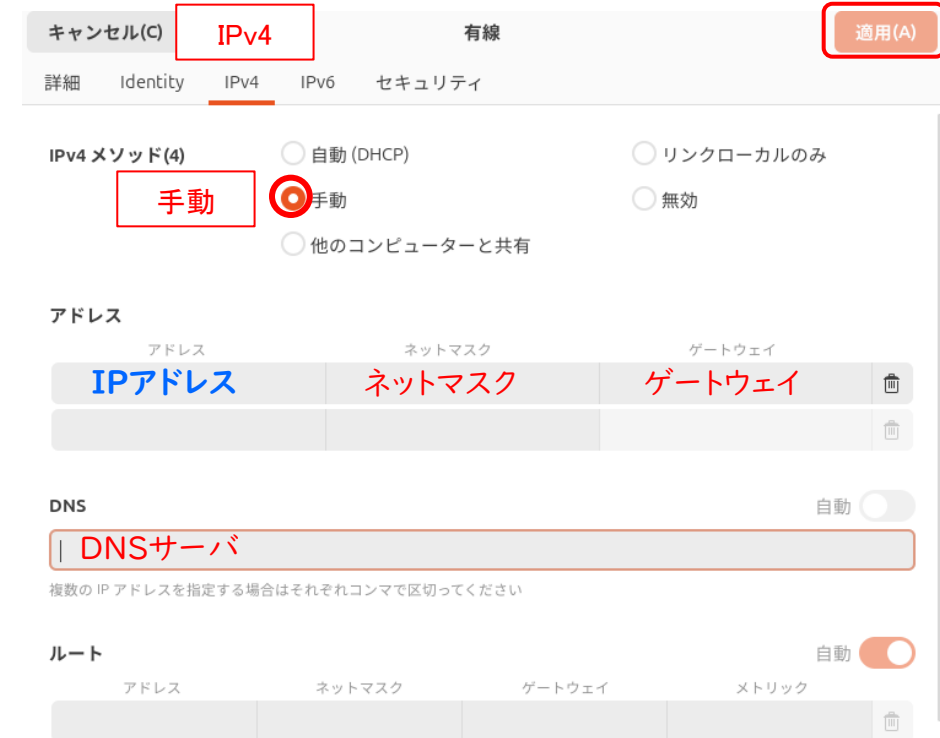 キャンセル(C) IPv4 有線 適用(A)
詳細 Identity IPv4 IPv6 セキュリティ
IPv4 メソッド(4) 自動 (DHCP) リンクローカルのみ
手動 手動 無効
他のコンピューターと共有
アドレス
アドレス ネットマスク ゲートウェイ
IPアドレス ネットマスク ゲートウェイ
DNS 自動
DNSサーバ
複数の IP アドレスを指定する場合はそれぞれコンマで区切ってください
ルート 自動
アドレス ネットマスク ゲートウェイ メトリック